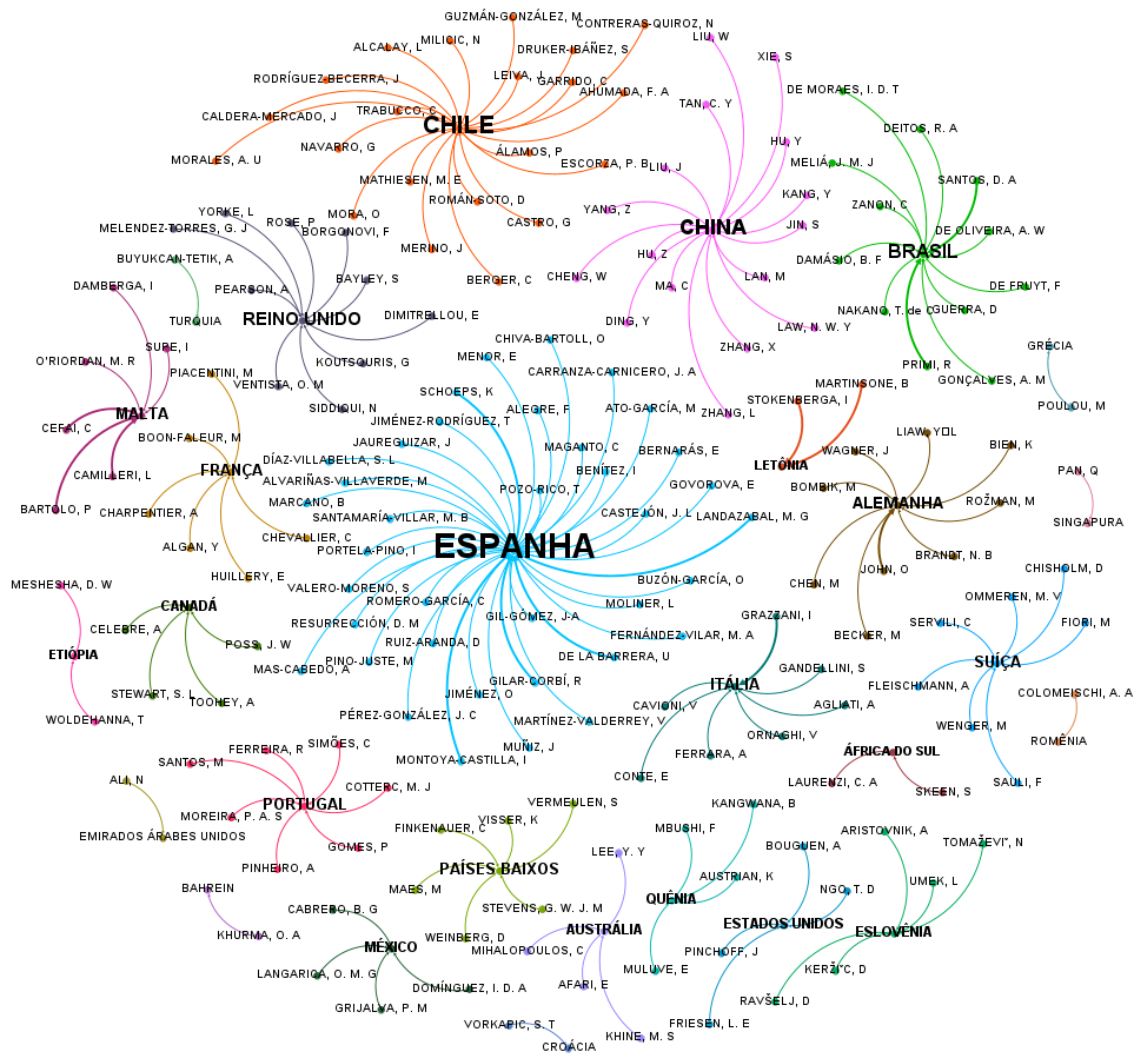 GUZMÁN-GONZÁLEZ, M
CONTRERAS-QUIROZ, N
ALCALAY, L
MILICIC, N
DRUKER-IBÁÑEZ, S
LIU, W
XIE, S
RODRÍGUEZ-BECERRA, J
LEIVA, J
GARRIDO, C
AHUMADA, F. A
DE MORAES, I. D. T
CALDERA-MERCADO, J
TRABUCCO, C
CHILE
TAN, C. Y
DEITOS, R. A
NAVARRO, G
ÁLAMOS, P
HU, Y
MORALES, A. U
ESCORZA, P. B
LIU, J
MELIÁ, J. M. J
MATHIESEN, M. E
SANTOS, D. A
ROMÁN-SOTO, D
KANG, Y
YORKE, L
ROSE, P
MORA, O
CASTRO, G
YANG, Z
ZANON, C
MELENDEZ-TORRES, G. J
BORGONOVI, F
CHINA
JIN, S
DE OLIVEIRA, A. W
MERINO, J
HU, Z
BRASIL
BUYUKCAN-TETIK, A
DAMÁSIO, B. F
DAMBERGA, I
PEARSON, A
BAYLEY, S
BERGER, C
CHENG, W
MA, C
LAN, M
DE FRUYT, F
TURQUIA
REINO UNIDO
DIMITRELLOU, E
DING, Y
LAW, N. W. Y
NAKANO, T. de C
GUERRA, D
SUPE, I
CHIVA-BARTOLL, O
ZHANG, X
GRÉCIA
O'RIORDAN, M. R
PIACENTINI, M
KOUTSOURIS, G
MENOR, E
PRIMI, R
VENTISTA, O. M
SCHOEPS, K
CARRANZA-CARNICERO, J. A
MARTINSONE, B
GONÇALVES, A. M
SIDDIQUI, N
ALEGRE, F
ATO-GARCÍA, M
ZHANG, L
STOKENBERGA, I
POULOU, M
MALTA
JIMÉNEZ-RODRÍGUEZ, T
CEFAI, C
BOON-FALEUR, M
JAUREGUIZAR, J
MAGANTO, C
BERNARÁS, E
WAGNER, J
BIEN, K
FRANÇA
DÍAZ-VILLABELLA, S. L
BENÍTEZ, I
LETÔNIA
PAN, Q
CAMILLERI, L
ALVARIÑAS-VILLAVERDE, M
POZO-RICO, T
GOVOROVA, E
BOMBIK, M
BARTOLO, P
CHARPENTIER, A
MARCANO, B
CASTEJÓN, J. L
LANDAZABAL, M. G
ALEMANHA
ROŽMAN, M
SANTAMARÍA-VILLAR, M. B
SINGAPURA
CHEVALLIER, C
ALGAN, Y
PORTELA-PINO, I
ESPANHA
BRANDT, N. B
HUILLERY, E
JOHN, O
CHISHOLM, D
MESHESHA, D. W
VALERO-MORENO, S
BUZÓN-GARCÍA, O
CHEN, M
OMMEREN, M. V
CANADÁ
ROMERO-GARCÍA, C
MOLINER, L
GRAZZANI, I
CELEBRE, A
RESURRECCIÓN, D. M
GIL-GÓMEZ, J-A
FERNÁNDEZ-VILAR, M. A
BECKER, M
SERVILI, C
FIORI, M
ETIÓPIA
POSS, J. W
RUIZ-ARANDA, D
DE LA BARRERA, U
GANDELLINI, S
SUÍÇA
MAS-CABEDO, A
PINO-JUSTE, M
GILAR-CORBÍ, R
ITÁLIA
FLEISCHMANN, A
STEWART, S. L
TOOHEY, A
JIMÉNEZ, O
CAVIONI, V
AGLIATI, A
COLOMEISCHI, A. A
WOLDEHANNA, T
PÉREZ-GONZÁLEZ, J. C
MARTÍNEZ-VALDERREY, V
ORNAGHI, V
WENGER, M
SIMÕES, C
MUÑIZ, J
FERRARA, A
ROMÊNIA
FERREIRA, R
SANTOS, M
MONTOYA-CASTILLA, I
ÁFRICA DO SUL
ALI, N
CONTE, E
LAURENZI, C. A
SKEEN, S
SAULI, F
COTTERC, M. J
PORTUGAL
VERMEULEN, S
KANGWANA, B
MOREIRA, P. A. S
VISSER, K
FINKENAUER, C
MBUSHI, F
ARISTOVNIK, A
EMIRADOS ÁRABES UNIDOS
GOMES, P
LEE, Y. Y
BOUGUEN, A
PINHEIRO, A
PAÍSES BAIXOS
AUSTRIAN, K
UMEK, L
BAHREIN
MAES, M
QUÊNIA
NGO, T. D
CABRERO, B. G
STEVENS, G. W. J. M
ESTADOS UNIDOS
ESLOVÊNIA
KHURMA, O. A
WEINBERG, D
AUSTRÁLIA
MÉXICO
MIHALOPOULOS, C
PINCHOFF, J
LANGARICA, O. M. G
MULUVE, E
DOMÍNGUEZ, I. D. A
AFARI, E
RAVŠELJ, D
GRIJALVA, P. M
VORKAPIC, S. T
FRIESEN, L. E
KHINE, M. S
CROÁCIA